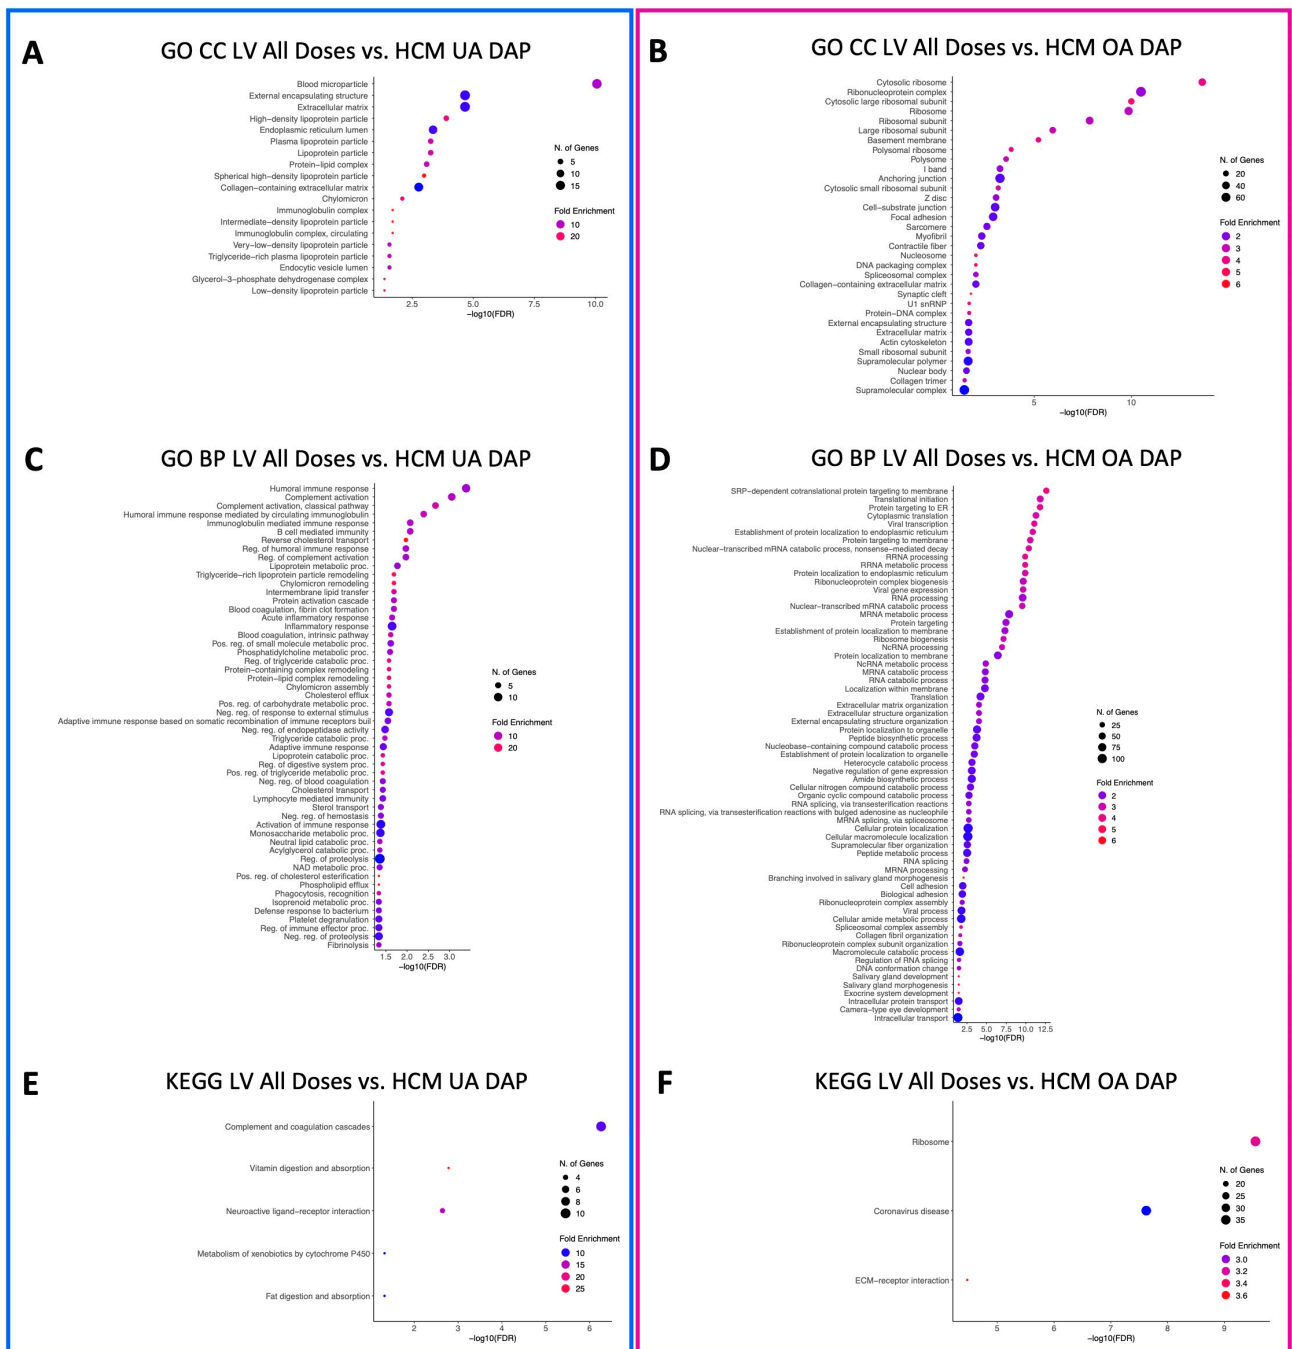 A
GO CC LV All Doses vs. HCM UA DAP
Blood microparticle
External encapsulating structure
Extracellular matrix
High−density lipoprotein particle
Endoplasmic reticulum lumen
Plasma lipoprotein particle
Lipoprotein particle
Protein−lipid complex
Spherical high−density lipoprotein particle
Collagen−containing extracellular matrix
Chylomicron
Immunoglobulin complex
Intermediate−density lipoprotein particle
Immunoglobulin complex, circulating
Very−low−density lipoprotein particle
Triglyceride−rich plasma lipoprotein particle
Endocytic vesicle lumen
Glycerol−3−phosphate dehydrogenase complex
Low−density lipoprotein particle
2.5 5.0 7.5 10.0
−log10(FDR)
N. of Genes
5
10
15
Fold Enrichment
10
20
B
GO CC LV All Doses vs. HCM OA DAP
Cytosolic ribosome
Ribonucleoprotein complex
Cytosolic large ribosomal subunit
Ribosome
Ribosomal subunit
Large ribosomal subunit
Basement membrane
Polysomal ribosome
Polysome
I band
Anchoring junction
Cytosolic small ribosomal subunit
Z disc
Cell−substrate junction
Focal adhesion
Sarcomere
Myofibril
Contractile fiber
Nucleosome
DNA packaging complex
Spliceosomal complex
Collagen−containing extracellular matrix
Synaptic cleft
U1 snRNP
Protein−DNA complex
External encapsulating structure
Extracellular matrix
Actin cytoskeleton
Small ribosomal subunit
Supramolecular polymer
Nuclear body
Collagen trimer
Supramolecular complex
5 10
−log10(FDR)
N. of Genes
20
40
60
Fold Enrichment
2
3
4
5
6
C
GO BP LV All Doses vs. HCM UA DAP
Humoral immune response
Complement activation
Complement activation, classical pathway
Humoral immune response mediated by circulating immunoglobulin
Immunoglobulin mediated immune response
B cell mediated immunity
Reverse cholesterol transport
Reg. of humoral immune response
Reg. of complement activation
Lipoprotein metabolic proc.
Triglyceride−rich lipoprotein particle remodeling
Chylomicron remodeling
Intermembrane lipid transfer
Protein activation cascade
Blood coagulation, fibrin clot formation
Acute inflammatory response
Inflammatory response
Blood coagulation, intrinsic pathway
Pos. reg. of small molecule metabolic proc.
Phosphatidylcholine metabolic proc.
Reg. of triglyceride catabolic proc.
Protein−containing complex remodeling
Protein−lipid complex remodeling
Chylomicron assembly
Cholesterol efflux
Pos. reg. of carbohydrate metabolic proc.
Neg. reg. of response to external stimulus
Adaptive immune response based on somatic recombination of immune receptors buil
Neg. reg. of endopeptidase activity
Triglyceride catabolic proc.
Adaptive immune response
Lipoprotein catabolic proc.
Reg. of digestive system proc.
Pos. reg. of triglyceride metabolic proc.
Neg. reg. of blood coagulation
Cholesterol transport
Lymphocyte mediated immunity
Sterol transport
Neg. reg. of hemostasis
Activation of immune response
Monosaccharide metabolic proc.
Neutral lipid catabolic proc.
Acylglycerol catabolic proc.
Reg. of proteolysis
NAD metabolic proc.
Pos. reg. of cholesterol esterification
Phospholipid efflux
Phagocytosis, recognition
Isoprenoid metabolic proc.
Defense response to bacterium
Platelet degranulation
Reg. of immune effector proc.
Neg. reg. of proteolysis
Fibrinolysis
1.5 2.0 2.5 3.0
−log10(FDR)
N. of Genes
5
10
Fold Enrichment
10
20
D
GO BP LV All Doses vs. HCM OA DAP
SRP−dependent cotranslational protein targeting to membrane
Translational initiation
Protein targeting to ER
Cytoplasmic translation
Viral transcription
Establishment of protein localization to endoplasmic reticulum
Protein targeting to membrane
Nuclear−transcribed mRNA catabolic process, nonsense−mediated decay
RRNA processing
RRNA metabolic process
Protein localization to endoplasmic reticulum
Ribonucleoprotein complex biogenesis
Viral gene expression
RNA processing
Nuclear−transcribed mRNA catabolic process
MRNA metabolic process
Protein targeting
Establishment of protein localization to membrane
Ribosome biogenesis
NcRNA processing
Protein localization to membrane
NcRNA metabolic process
MRNA catabolic process
RNA catabolic process
Localization within membrane
Translation
Extracellular matrix organization
Extracellular structure organization
External encapsulating structure organization
Protein localization to organelle
Peptide biosynthetic process
Nucleobase−containing compound catabolic process
Establishment of protein localization to organelle
Heterocycle catabolic process
Negative regulation of gene expression
Amide biosynthetic process
Cellular nitrogen compound catabolic process
Organic cyclic compound catabolic process
RNA splicing, via transesterification reactions
RNA splicing, via transesterification reactions with bulged adenosine as nucleophile
MRNA splicing, via spliceosome
Cellular protein localization
Cellular macromolecule localization
Supramolecular fiber organization
Peptide metabolic process
RNA splicing
MRNA processing
Branching involved in salivary gland morphogenesis
Cell adhesion
Biological adhesion
Ribonucleoprotein complex assembly
Viral process
Cellular amide metabolic process
Spliceosomal complex assembly
Collagen fibril organization
Ribonucleoprotein complex subunit organization
Macromolecule catabolic process
Regulation of RNA splicing
DNA conformation change
Salivary gland development
Salivary gland morphogenesis
Exocrine system development
Intracellular protein transport
Camera−type eye development
Intracellular transport
2.5 5.0 7.5 10.0 12.5
−log10(FDR)
N. of Genes
25
50
75
100
Fold Enrichment
2
3
4
5
6
E
KEGG LV All Doses vs. HCM UA DAP
Complement and coagulation cascades
Vitamin digestion and absorption
Neuroactive ligand−receptor interaction
Metabolism of xenobiotics by cytochrome P450
Fat digestion and absorption
2 3 4 5 6
−log10(FDR)
N. of Genes
4
6
8
10
Fold Enrichment
10
15
20
25
F
KEGG LV All Doses vs. HCM OA DAP
Ribosome
Coronavirus disease
ECM−receptor interaction
5 6 7 8 9
−log10(FDR)
N. of Genes
20
25
30
35
Fold Enrichment
3.0
3.2
3.4
3.6